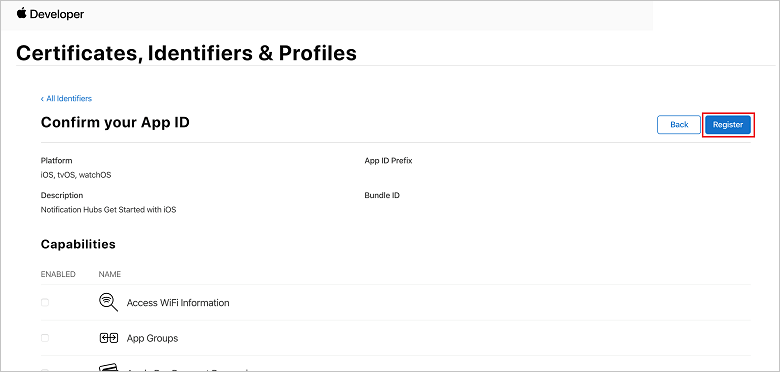 Developer
Certificates, Identifiers & Profiles
‹ All Identifiers
Confirm your App ID
Back
Register
Platform
App ID Prefix
iOS, tvOS, watchOS
Description
Bundle ID
Notification Hubs Get Started with iOS
Capabilities
ENABLED NAME
Access WiFi Information
App Groups